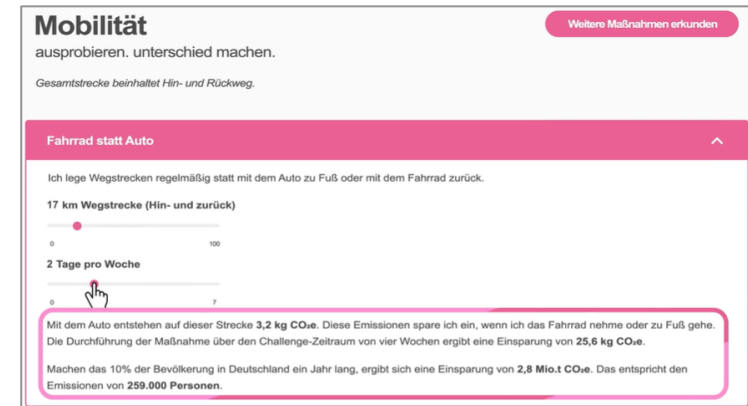 Mobilität
Weitere Maßnahmen erkunden
ausprobieren. unterschied machen.
Gesamtstrecke beinhaltet Hin- und Rückweg.
Fahrrad statt Auto
Ich lege Wegstrecken regelmäßig statt mit dem Auto zu Fuß oder mit dem Fahrrad zurück.
17 km Wegstrecke (Hin- und zurück)
0 100
2 Tage pro Woche
0 7
Mit dem Auto entstehen auf dieser Strecke 3,2 kg CO₂e. Diese Emissionen spare ich ein, wenn ich das Fahrrad nehme oder zu Fuß gehe.
Die Durchführung der Maßnahme über den Challenge-Zeitraum von vier Wochen ergibt eine Einsparung von 25,6 kg CO₂e.
Machen das 10% der Bevölkerung in Deutschland ein Jahr lang, ergibt sich eine Einsparung von 2,8 Mio.t CO₂e. Das entspricht den
Emissionen von 259.000 Personen.